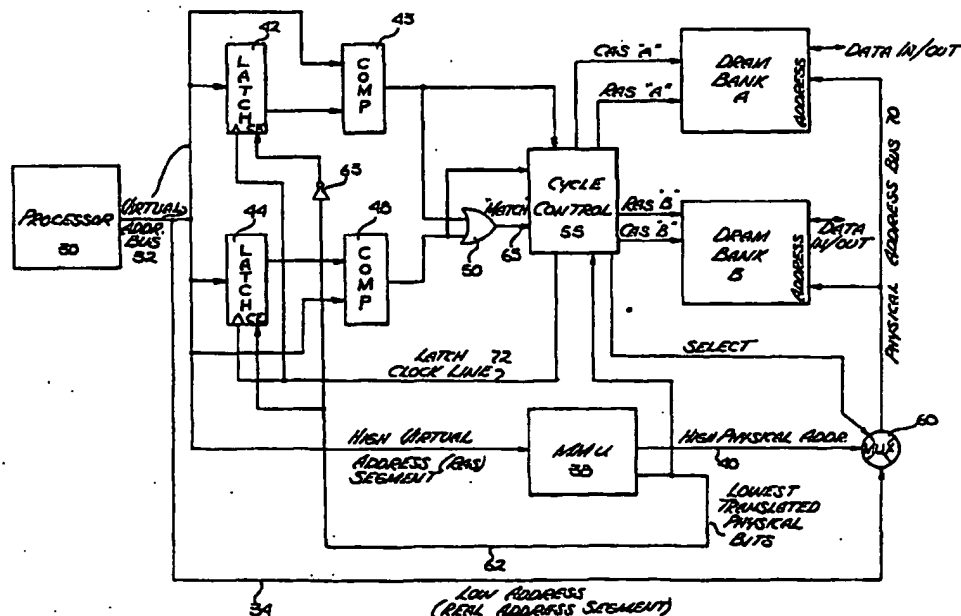 42
LATCH
CE
43
COMP
CAS "A"
RAS "A"
DRAM
BANK
A
ADDRESS
DATA IN/OUT
PROCESSOR
30
VIRTUAL
ADDR.
BUS
32
63
44
LATCH
CE
48
COMP
50
"MATCH"
65
CYCLE
CONTROL
55
RAS "B"
CAS "B"
DRAM
BANK
B
ADDRESS
DATA
IN/OUT
PHYSICAL ADDRESS BUS 70
LATCH 72
CLOCK LINE
SELECT
HIGH VIRTUAL
ADDRESS (RAS)
SEGMENT
MMU
38
HIGH PHYSICAL ADDR.
40
60
MUX
LOWEST
TRANSLATED
PHYSICAL
BITS
62
34
LOW ADDRESS
(REAL ADDRESS SEGMENT)